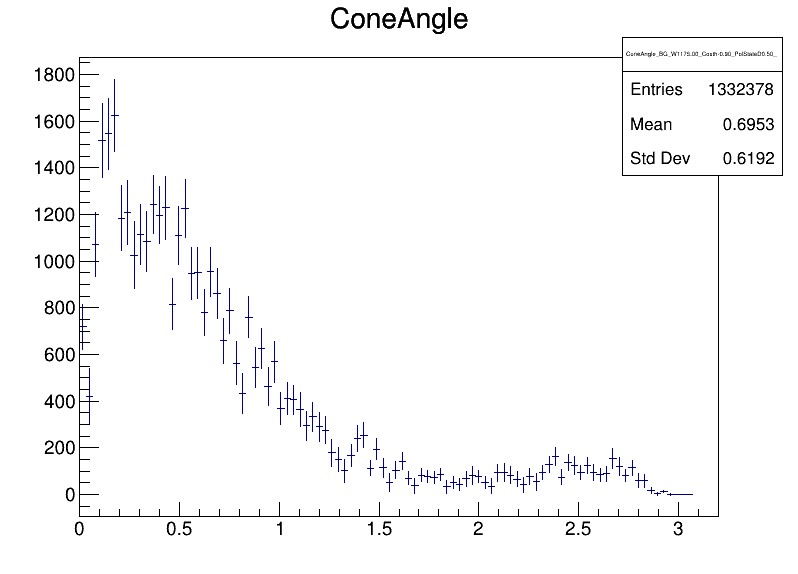 ConeAngle
ConeAngle_BG_W1175.00_Costh-0.90_PolStateD0.50_
Entries 1332378
Mean 0.6953
Std Dev 0.6192
1800
1600
1400
1200
1000
800
600
400
200
0
0 0.5 1 1.5 2 2.5 3